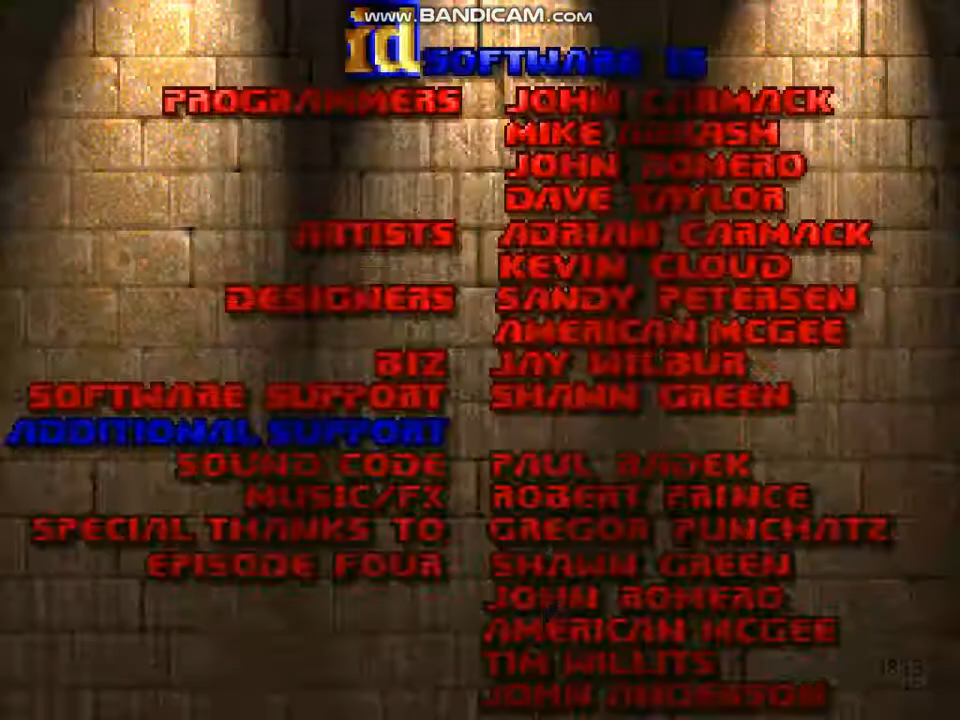 www.BANDICAM.com
id SOFTWARE IS
PROGRAMMERS JOHN CARMACK
MIKE ABRASH
JOHN ROMERO
DAVE TAYLOR
ARTISTS ADRIAN CARMACK
KEVIN CLOUD
DESIGNERS SANDY PETERSEN
AMERICAN MCGEE
BIZ JAY WILBUR
SOFTWARE SUPPORT SHAWN GREEN
ADDITIONAL SUPPORT
SOUND CODE PAUL RADEK
MUSIC/FX ROBERT PRINCE
SPECIAL THANKS TO GREGOR PUNCHATZ
EPISODE FOUR SHAWN GREEN
JOHN ROMERO
AMERICAN MCGEE
TIM WILLITS
JOHN ANDERSON